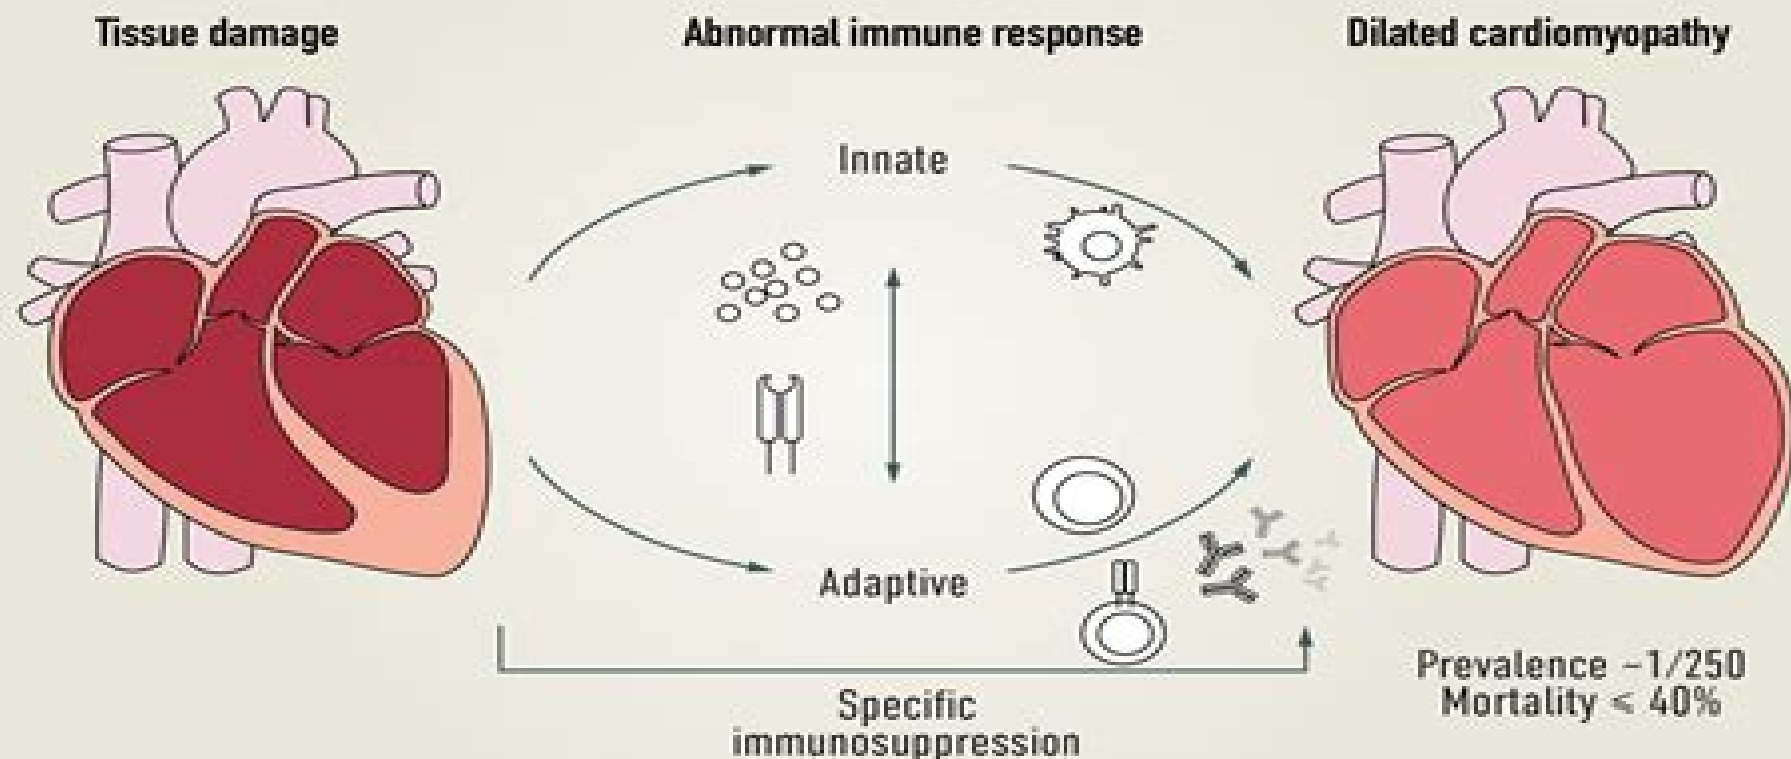 Tissue damage
Abnormal immune response
Dilated cardiomyopathy
Innate
Adaptive
Specific
immunosuppression
Prevalence ~1/250
Mortality < 40%